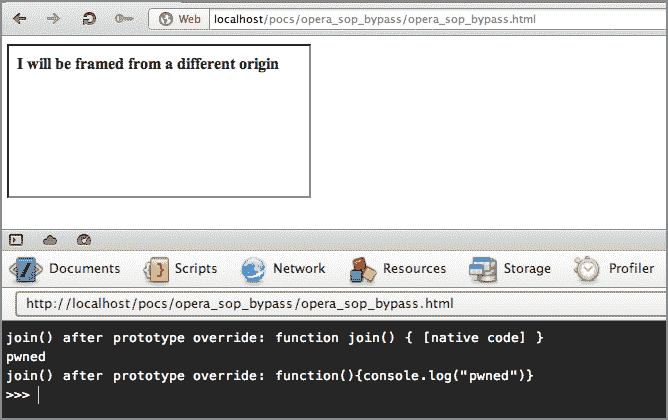 Web localhost/pocs/opera_sop_bypass/opera_sop_bypass.html
I will be framed from a different origin
Documents Scripts Network Resources Storage Profiler
http://localhost/pocs/opera_sop_bypass/opera_sop_bypass.html
join() after prototype override: function join() { [native code] }
pwned
join() after prototype override: function(){console.log("pwned")}
>>>